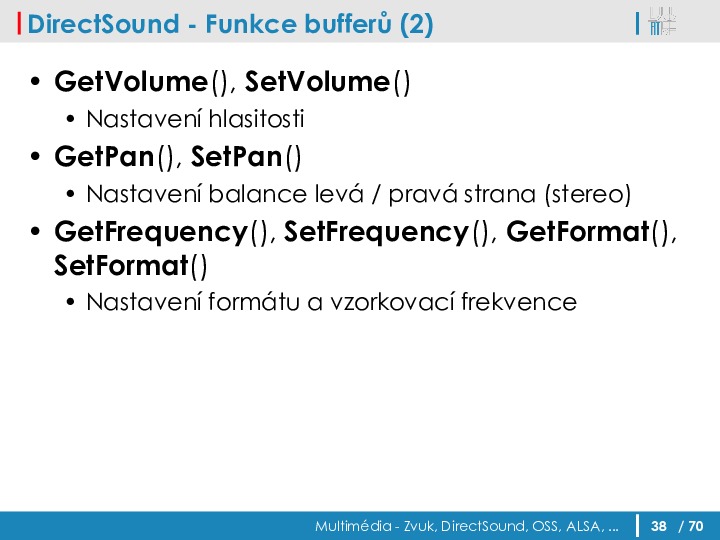 DirectSound - Funkce bufferů (2)
• GetVolume(), SetVolume()
• Nastavení hlasitosti
• GetPan(), SetPan()
• Nastavení balance levá / pravá strana (stereo)
• GetFrequency(), SetFrequency(), GetFormat(),
SetFormat()
• Nastavení formátu a vzorkovací frekvence
Multimédia - Zvuk, DirectSound, OSS, ALSA, ... 38 / 70